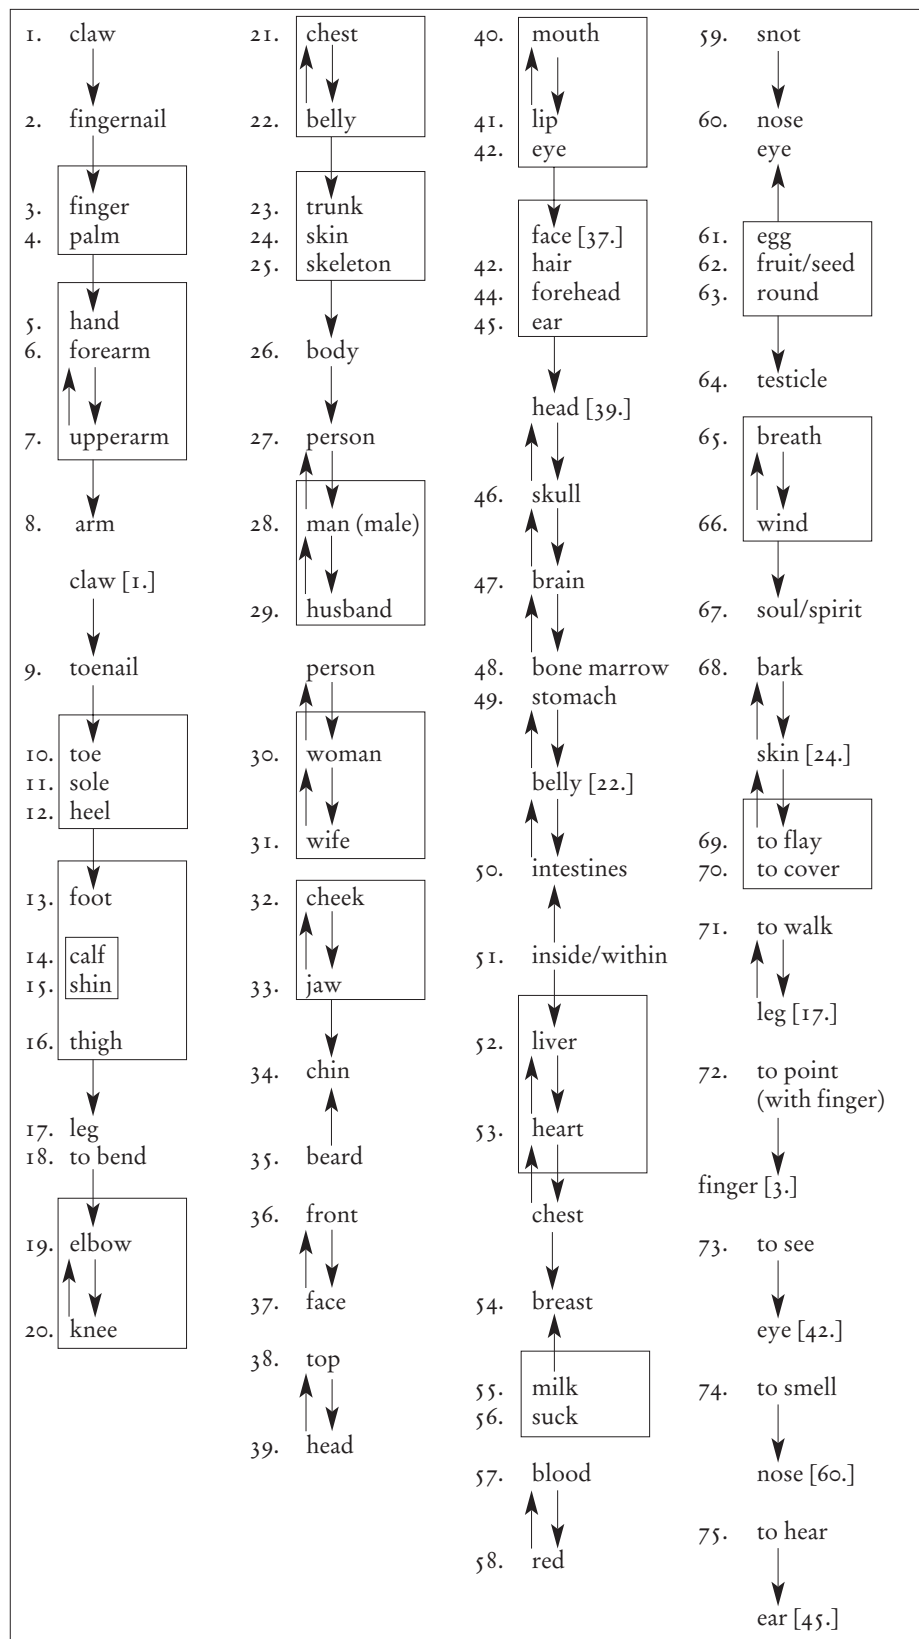 1. claw
2. fingernail
3. finger
4. palm
5. hand
6. forearm
7. upperarm
8. arm
claw [1.]
9. toenail
10. toe
11. sole
12. heel
13. foot
14. calf
15. shin
16. thigh
17. leg
18. to bend
19. elbow
20. knee
21. chest
22. belly
23. trunk
24. skin
25. skeleton
26. body
27. person
28. man (male)
29. husband
person
30. woman
31. wife
32. cheek
33. jaw
34. chin
35. beard
36. front
37. face
38. top
39. head
40. mouth
41. lip
42. eye
face [37.]
42. hair
44. forehead
45. ear
head [39.]
46. skull
47. brain
48. bone marrow
49. stomach
belly [22.]
50. intestines
51. inside/within
52. liver
53. heart
chest
54. breast
55. milk
56. suck
57. blood
58. red
59. snot
60. nose
eye
61. egg
62. fruit/seed
63. round
64. testicle
65. breath
66. wind
67. soul/spirit
68. bark
skin [24.]
69. to flay
70. to cover
71. to walk
leg [17.]
72. to point
(with finger)
finger [3.]
73. to see
eye [42.]
74. to smell
nose [60.]
75. to hear
ear [45.]